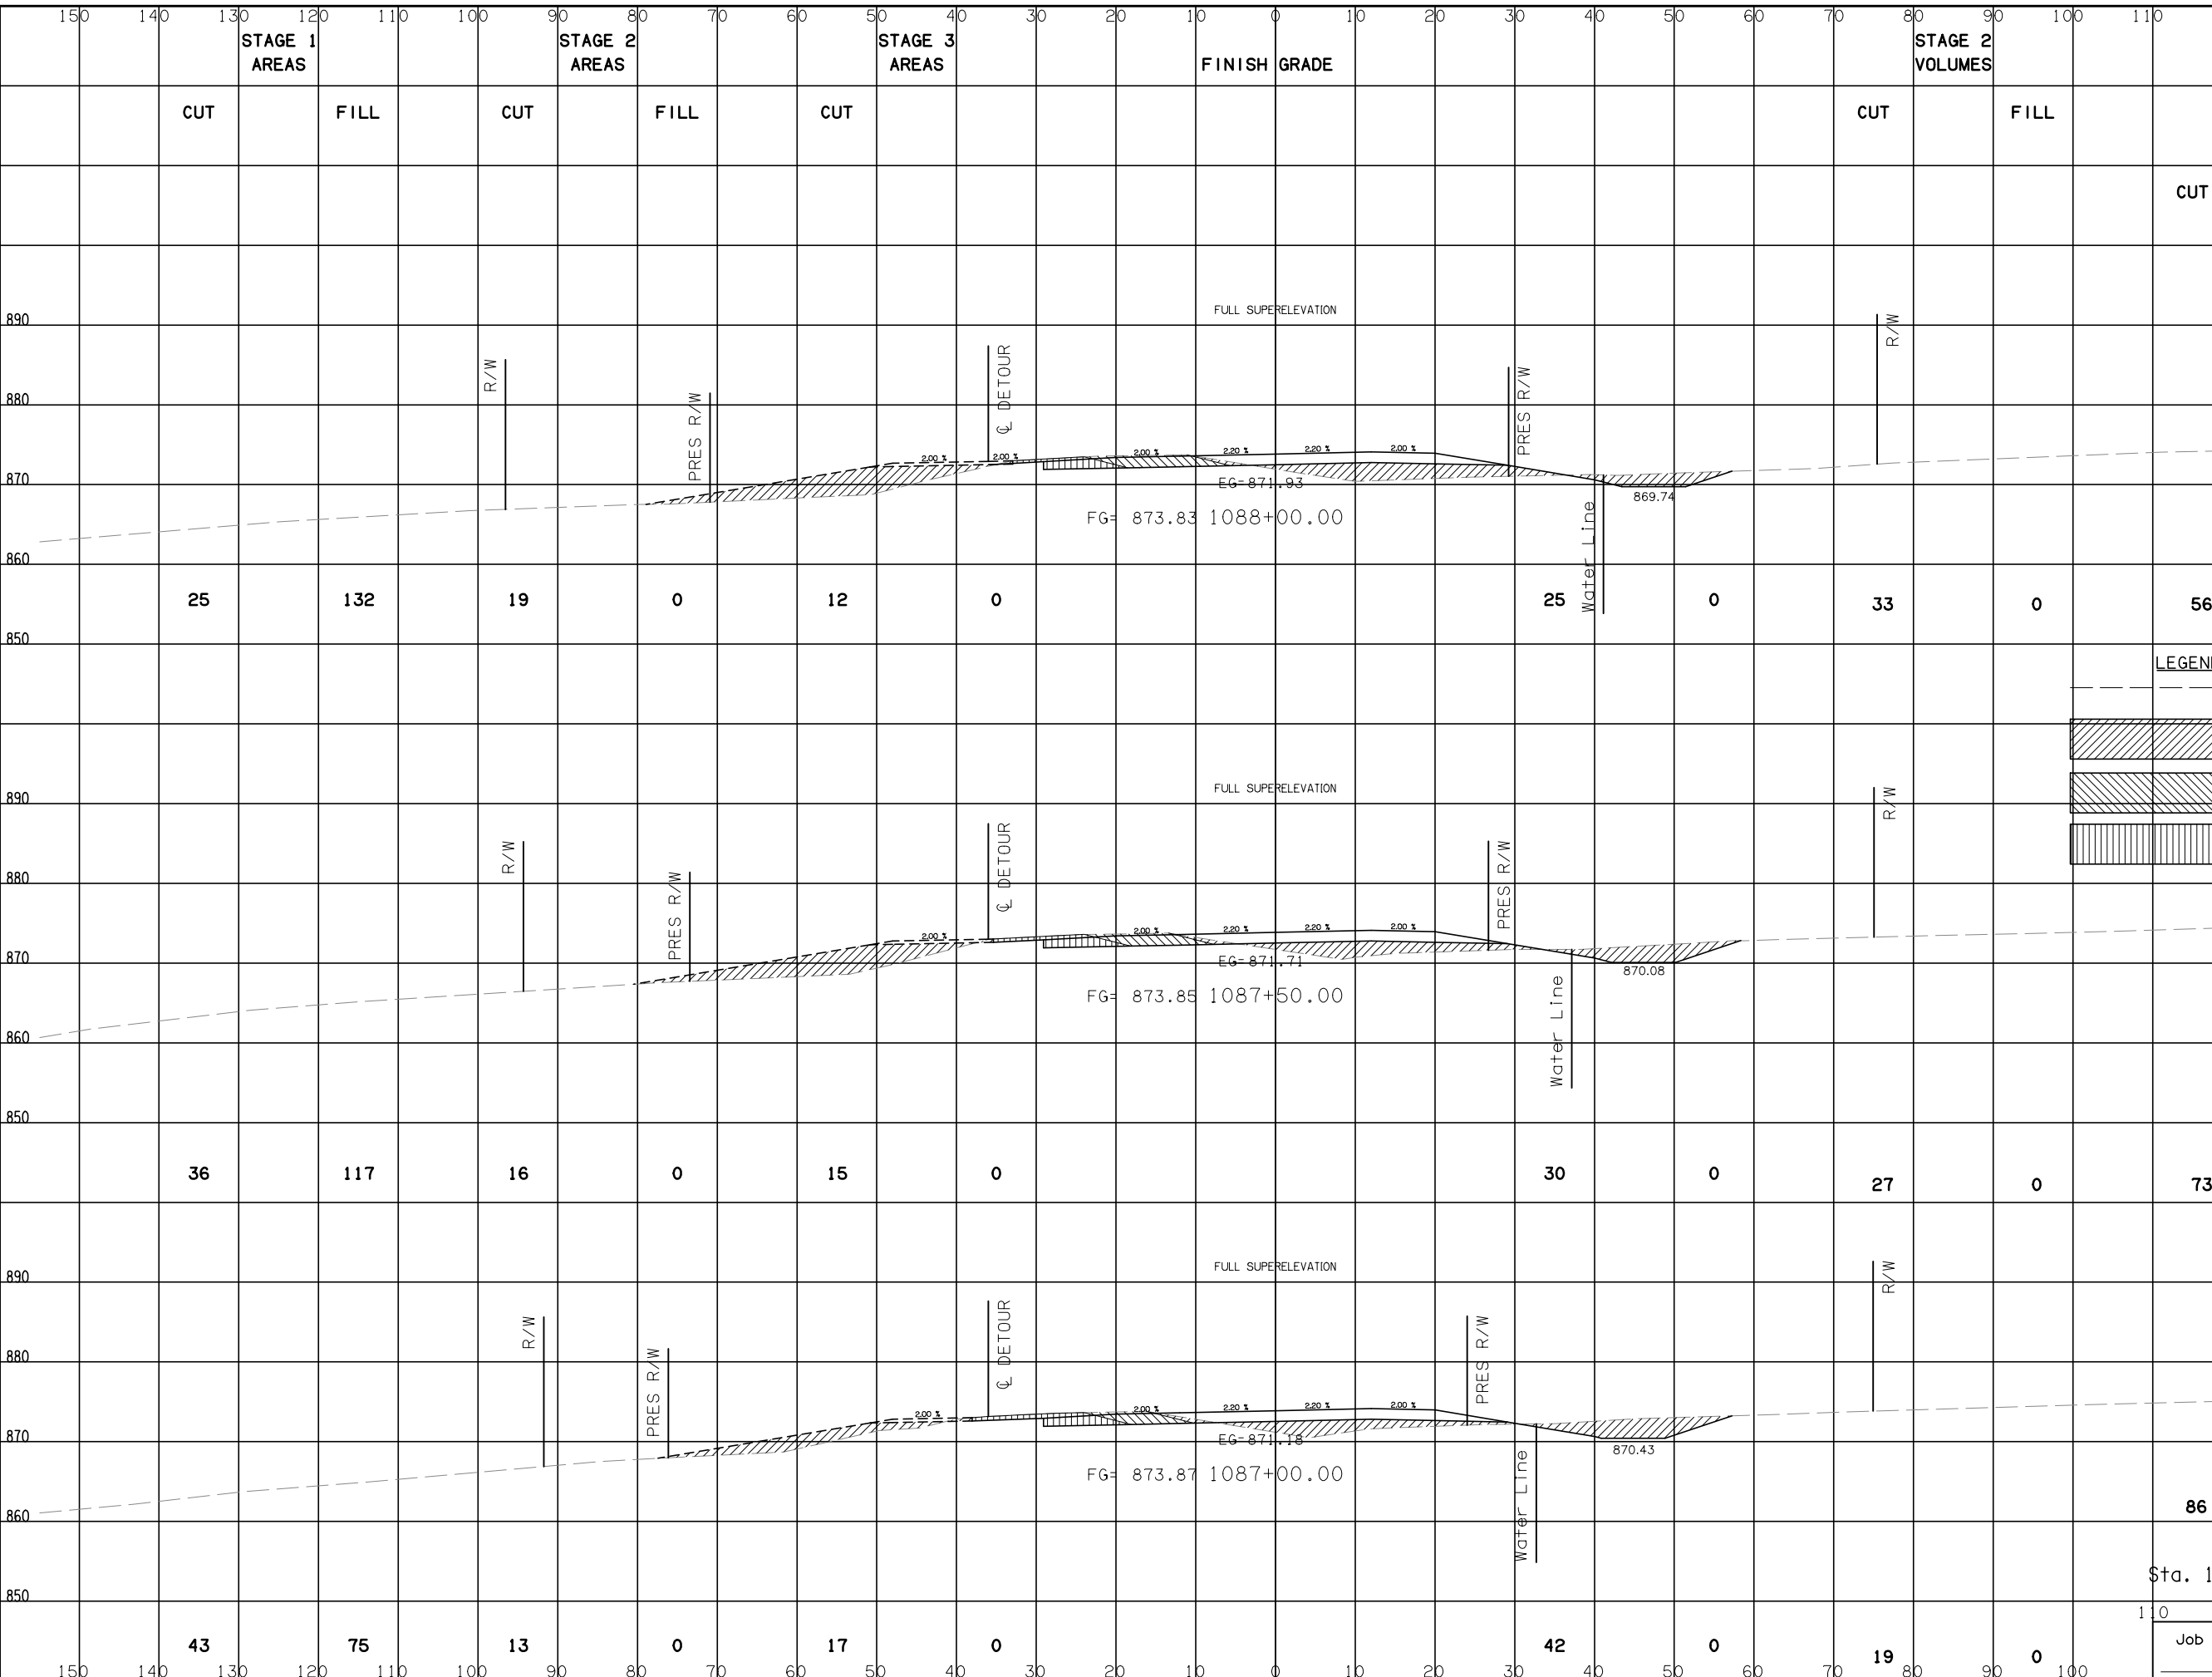 150 140 130 120 110 100 90 80 70 60 50 40 30 20 10 0 10 20 30 40 50 60 70 80 90 100 110
STAGE 1 STAGE 2 STAGE 3 STAGE 2
AREAS AREAS AREAS FINISH GRADE VOLUMES
CUT FILL CUT FILL CUT CUT FILL
CUT
FULL SUPERELEVATION
890
R/W
R/W
℄ DETOUR
PRES R/W
PRES R/W
880
2.00 % 2.00 % 2.00 % 2.20 % 2.20 % 2.00 %
870
EG=871.93
869.74
FG= 873.83 1088+00.00
Water Line
860
25 132 19 0 12 0 25 0 33 0 56
850
LEGEN
FULL SUPERELEVATION
890
R/W
R/W
℄ DETOUR
PRES R/W
PRES R/W
880
2.00 % 2.00 % 2.20 % 2.20 % 2.00 %
870
EG=871.71
870.08
FG= 873.85 1087+50.00
Water Line
860
850
36 117 16 0 15 0 30 0 27 0 73
FULL SUPERELEVATION
890
R/W
R/W
℄ DETOUR
PRES R/W
PRES R/W
880
2.00 % 2.00 % 2.20 % 2.20 % 2.00 %
870
EG=871.18
870.43
FG= 873.87 1087+00.00
Water Line
860
86
Sta. 1
850
110
Job
43 75 13 0 17 0 42 0 19 0
150 140 130 120 110 100 90 80 70 60 50 40 30 20 10 0 10 20 30 40 50 60 70 80 90 100